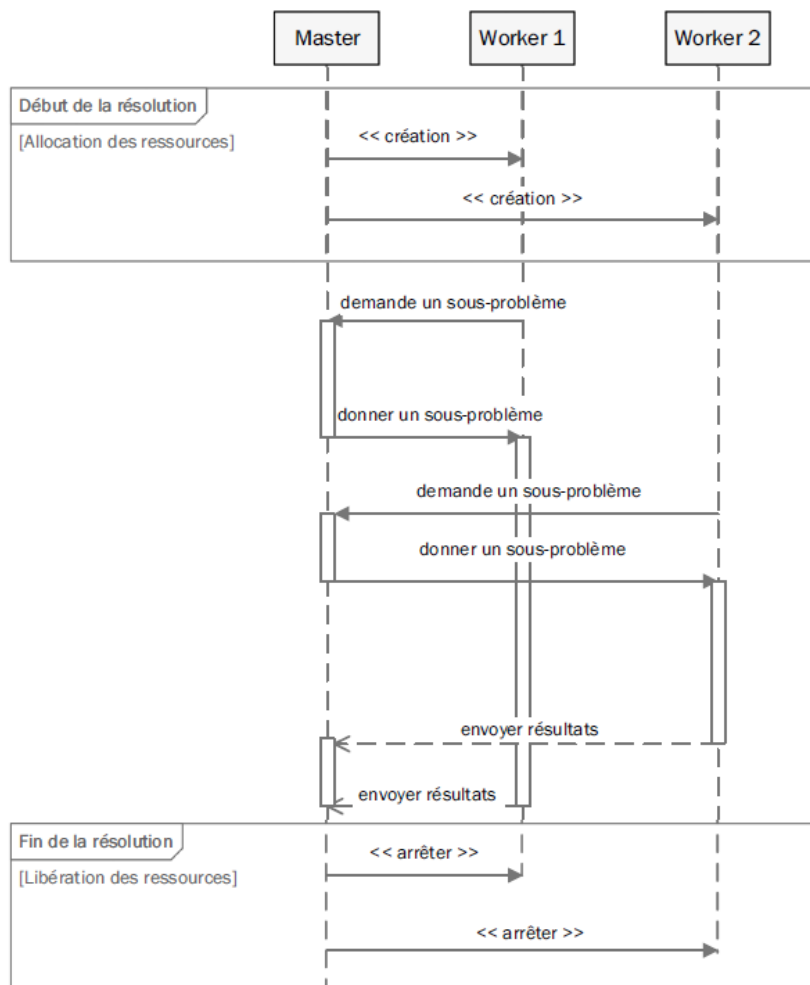 Master
Worker 1
Worker 2
Début de la résolution
[Allocation des ressources]
<< création >>
<< création >>
demande un sous-problème
donner un sous-problème
demande un sous-problème
donner un sous-problème
envoyer résultats
envoyer résultats
Fin de la résolution
<< arrêter >>
[Libération des ressources]
<< arrêter >>